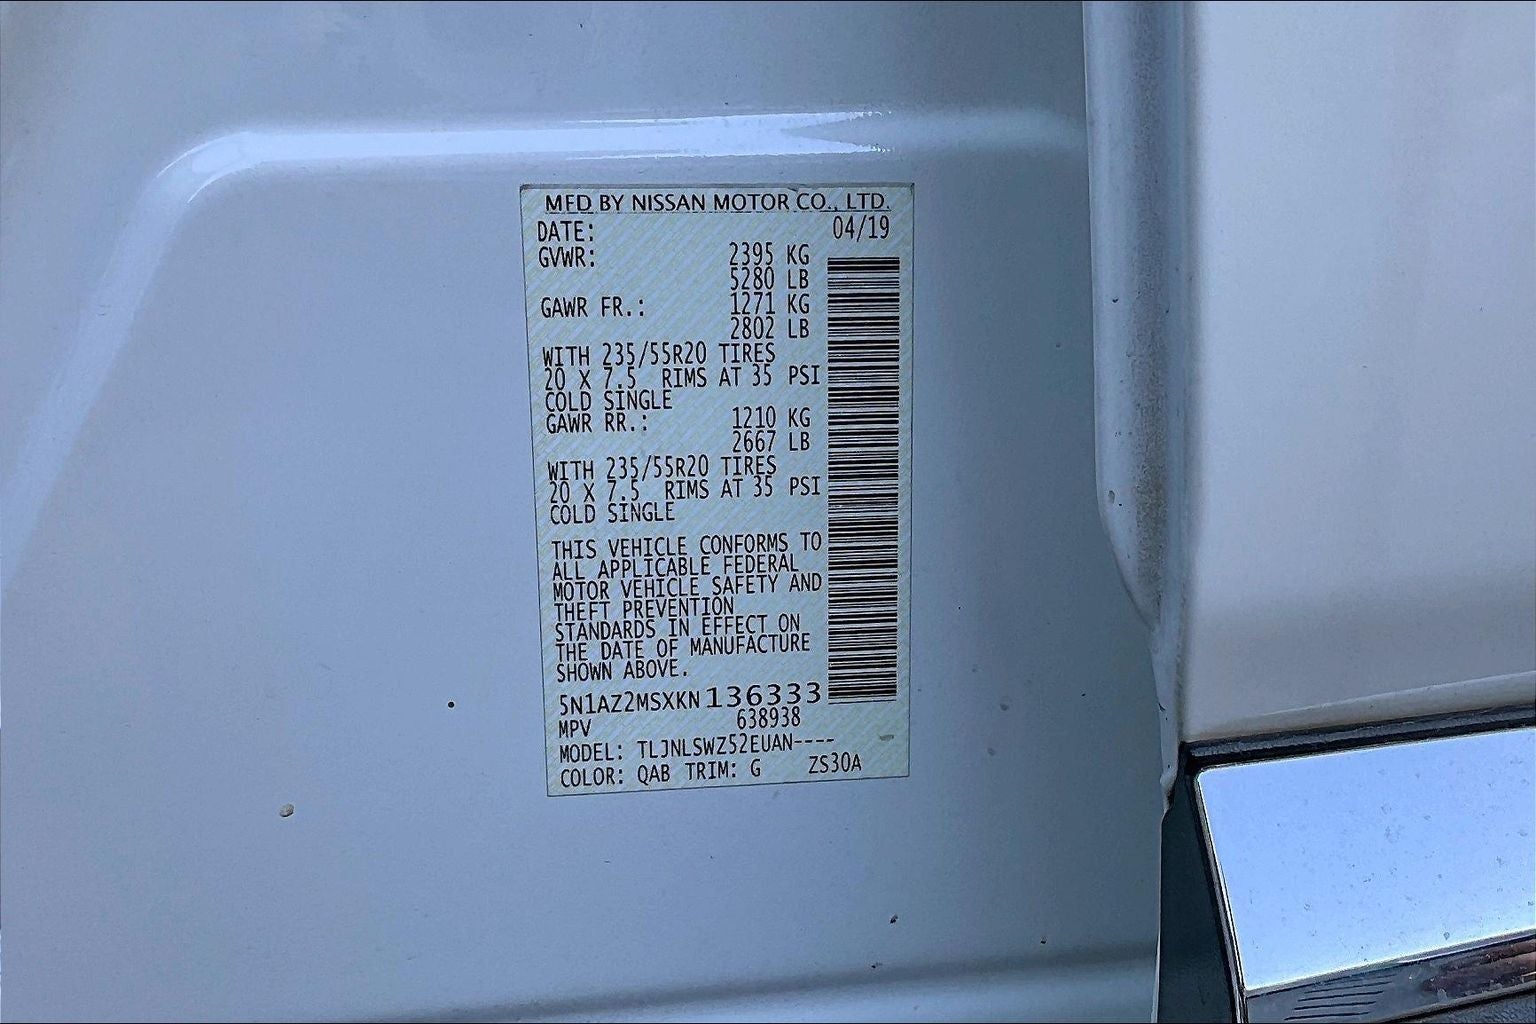 MFD BY NISSAN MOTOR CO., LTD.
DATE: 04/19
GVWR: 2395 KG
5280 LB
GAWR FR.: 1271 KG
2802 LB
WITH 235/55R20 TIRES
20 X 7.5 RIMS AT 35 PSI
COLD SINGLE
GAWR RR.: 1210 KG
2667 LB
WITH 235/55R20 TIRES
20 X 7.5 RIMS AT 35 PSI
COLD SINGLE
THIS VEHICLE CONFORMS TO
ALL APPLICABLE FEDERAL
MOTOR VEHICLE SAFETY AND
THEFT PREVENTION
STANDARDS IN EFFECT ON
THE DATE OF MANUFACTURE
SHOWN ABOVE.
5N1AZ2MSXKN136333
MPV 638938
MODEL: TLJNLSWZ52EUAN----
COLOR: QAB TRIM: G ZS30A